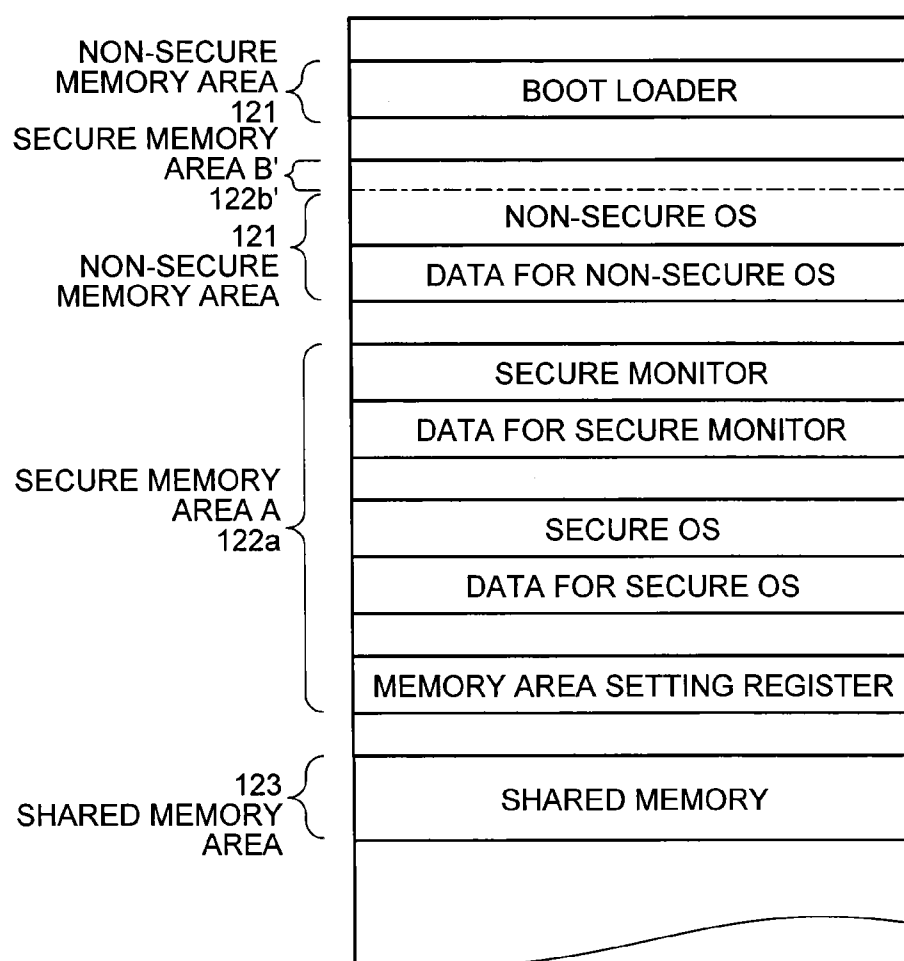 NON-SECURE
MEMORY AREA
121
BOOT LOADER
SECURE MEMORY
AREA B'
122b'
121
NON-SECURE
MEMORY AREA
NON-SECURE OS
DATA FOR NON-SECURE OS
SECURE MEMORY
AREA A
122a
SECURE MONITOR
DATA FOR SECURE MONITOR
SECURE OS
DATA FOR SECURE OS
MEMORY AREA SETTING REGISTER
123
SHARED MEMORY
AREA
SHARED MEMORY